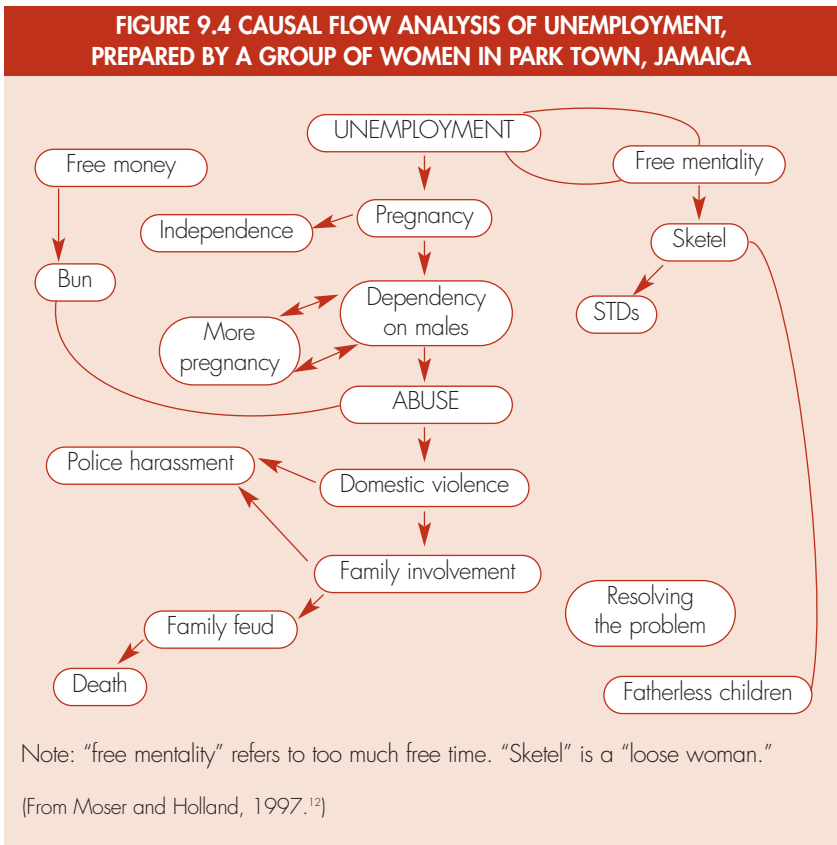 FIGURE 9.4 CAUSAL FLOW ANALYSIS OF UNEMPLOYMENT,
PREPARED BY A GROUP OF WOMEN IN PARK TOWN, JAMAICA
UNEMPLOYMENT
Free money
Free mentality
Independence
Pregnancy
Sketel
Bun
Dependency
on males
STDs
More
pregnancy
ABUSE
Police harassment
Domestic violence
Family involvement
Resolving
the problem
Family feud
Death
Fatherless children
Note: “free mentality” refers to too much free time. “Sketel” is a “loose woman.”
(From Moser and Holland, 1997.¹²)